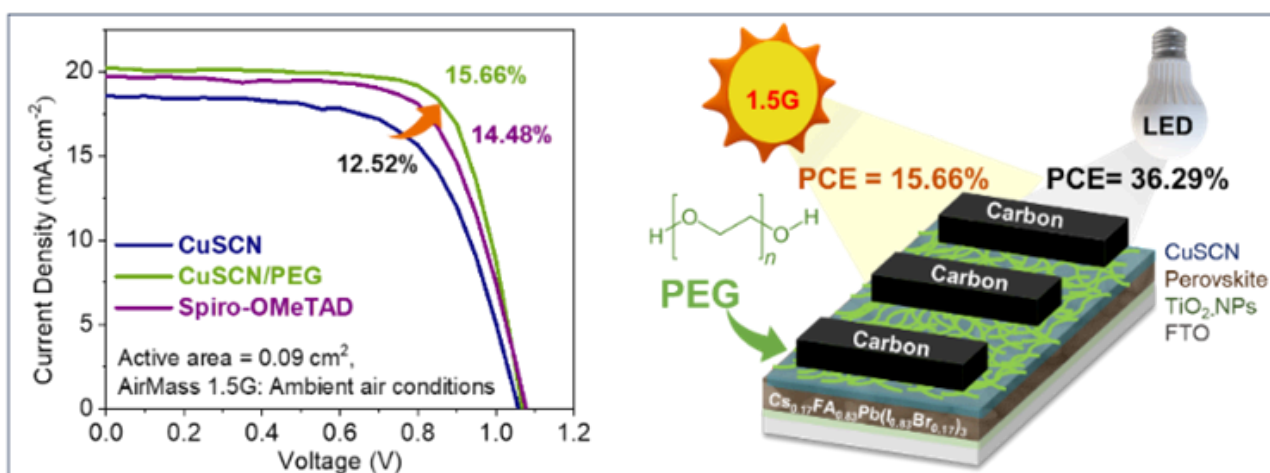 Current Density (mA.cm⁻²)
20
15
10
5
0
15.66%
14.48%
12.52%
CuSCN
CuSCN/PEG
Spiro-OMeTAD
Active area = 0.09 cm²,
AirMass 1.5G: Ambient air conditions
0.0 0.2 0.4 0.6 0.8 1.0 1.2
Voltage (V)
1.5G
LED
PCE = 15.66%
PCE= 36.29%
H O O H n
PEG
Carbon
Carbon
Carbon
CuSCN
Perovskite
TiO₂.NPs
FTO
Cs₀.₁₇FA₀.₈₃Pb(I₀.₈₃Br₀.₁₇)₃